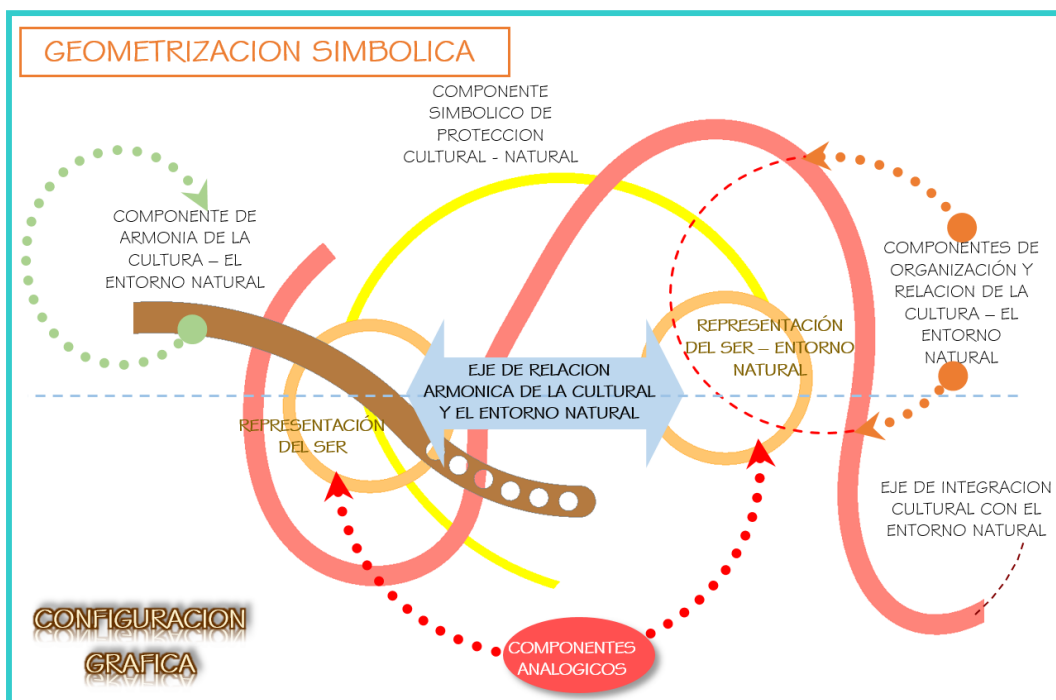 GEOMETRIZACION SIMBOLICA
COMPONENTE
SIMBOLICO DE
PROTECCION
CULTURAL - NATURAL
COMPONENTE DE
ARMONIA DE LA
CULTURA – EL
ENTORNO NATURAL
COMPONENTES DE
ORGANIZACIÓN Y
RELACION DE LA
CULTURA – EL
ENTORNO
NATURAL
REPRESENTACIÓN
DEL SER – ENTORNO
NATURAL
EJE DE RELACION
ARMONICA DE LA CULTURAL
Y EL ENTORNO NATURAL
REPRESENTACIÓN
DEL SER
EJE DE INTEGRACION
CULTURAL CON EL
ENTORNO NATURAL
CONFIGURACION
GRAFICA
COMPONENTES
ANALOGICOS